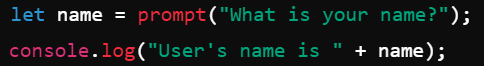 let name = prompt("What is your name?");
console.log("User's name is " + name);